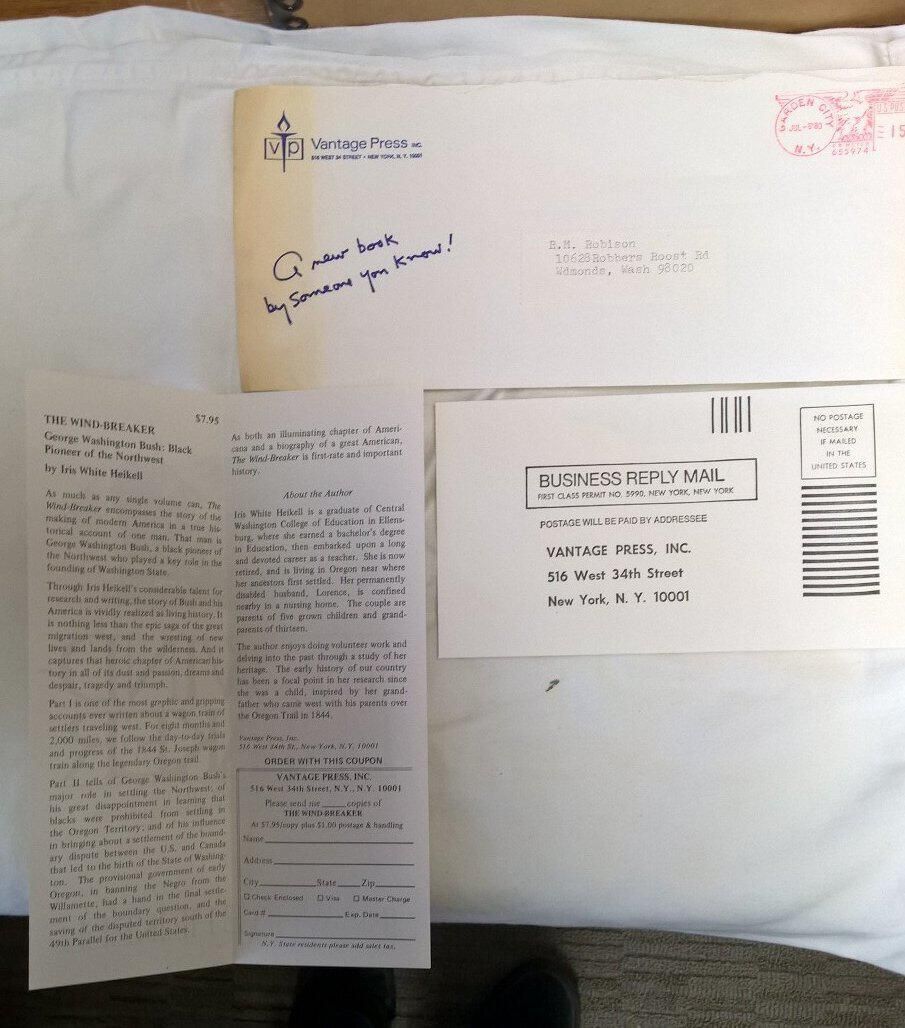 vp
Vantage Press INC.
516 WEST 34 STREET • NEW YORK, N. Y. 10001
GARDEN CITY
JUL-9'80
N.Y.
U.S. POS
15
655974
A new book
by someone you know!
R.M. Robison
10628Robbers Roost Rd
Wdmonds, Wash 98020
THE WIND-BREAKER $7.95
George Washington Bush: Black
Pioneer of the Northwest
by Iris White Heikell
As much as any single volume can, The
Wind-Breaker encompasses the story of the
making of modern America in a true his-
torical account of one man. That man is
George Washington Bush, a black pioneer of
the Northwest who played a key role in the
founding of Washington State.
Through Iris Heikell's considerable talent for
research and writing, the story of Bush and his
America is vividly realized as living history. It
is nothing less than the epic saga of the great
migration west, and the wresting of new
lives and lands from the wilderness. And it
captures that heroic chapter of American his-
tory in all of its dust and passion, dreams and
despair, tragedy and triumph.
Part I is one of the most graphic and gripping
accounts ever written about a wagon train of
settlers traveling west. For eight months and
2,000 miles, we follow the day-to-day trials
and progress of the 1844 St. Joseph wagon
train along the legendary Oregon trail.
Part II tells of George Washington Bush's
major role in settling the Northwest; of
his great disappointment in learning that
blacks were prohibited from settling in
the Oregon Territory; and of his influence
in bringing about a settlement of the bound-
ary dispute between the U.S. and Canada
that led to the birth of the State of Washing-
ton. The provisional government of early
Oregon, in banning the Negro from the
Willamette, had a hand in the final settle-
ment of the boundary question, and the
saving of the disputed territory south of the
49th Parallel for the United States.
As both an illuminating chapter of Ameri-
cana and a biography of a great American,
The Wind-Breaker is first-rate and important
history.
About the Author
Iris White Heikell is a graduate of Central
Washington College of Education in Ellens-
burg, where she earned a bachelor's degree
in Education, then embarked upon a long
and devoted career as a teacher. She is now
retired, and is living in Oregon near where
her ancestors first settled. Her permanently
disabled husband, Lorence, is confined
nearby in a nursing home. The couple are
parents of five grown children and grand-
parents of thirteen.
The author enjoys doing volunteer work and
delving into the past through a study of her
heritage. The early history of our country
has been a focal point in her research since
she was a child, inspired by her grand-
father who came west with his parents over
the Oregon Trail in 1844.
Vantage Press, Inc.
516 West 34th St., New York, N.Y. 10001
ORDER WITH THIS COUPON
VANTAGE PRESS, INC.
516 West 34th Street, N.Y., N.Y. 10001
Please send me ____ copies of
THE WIND-BREAKER
At $7.95/copy plus $1.00 postage & handling
Name
Address
City State Zip
Check Enclosed Visa Master Charge
Card # Exp. Date
Signature
N.Y. State residents please add sales tax.
NO POSTAGE
NECESSARY
IF MAILED
IN THE
UNITED STATES
BUSINESS REPLY MAIL
FIRST CLASS PERMIT NO. 5990, NEW YORK, NEW YORK
POSTAGE WILL BE PAID BY ADDRESSEE
VANTAGE PRESS, INC.
516 West 34th Street
New York, N. Y. 10001